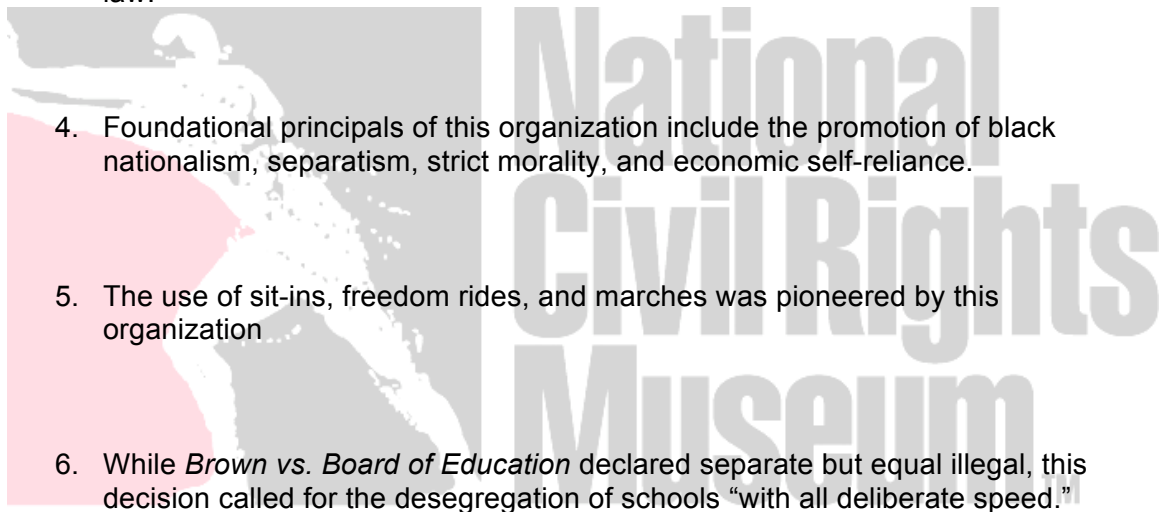 4. Foundational principals of this organization include the promotion of black
nationalism, separatism, strict morality, and economic self-reliance.
5. The use of sit-ins, freedom rides, and marches was pioneered by this
organization
6. While Brown vs. Board of Education declared separate but equal illegal, this
decision called for the desegregation of schools “with all deliberate speed.”
National
Civil Rights
Museum
TM